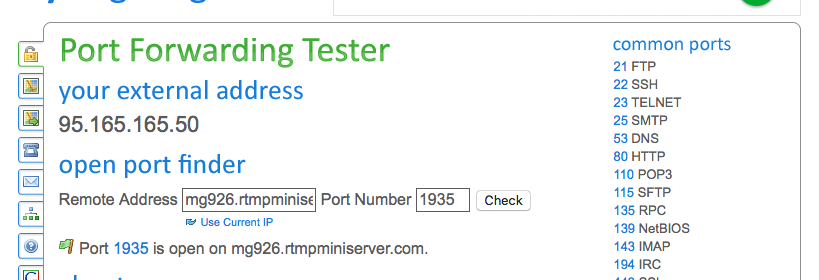 Port Forwarding Tester
your external address
95.165.165.50
open port finder
Remote Address mg926.rtmpminise Port Number 1935 Check
Use Current IP
Port 1935 is open on mg926.rtmpminiserver.com.
common ports
21 FTP
22 SSH
23 TELNET
25 SMTP
53 DNS
80 HTTP
110 POP3
115 SFTP
135 RPC
139 NetBIOS
143 IMAP
194 IRC